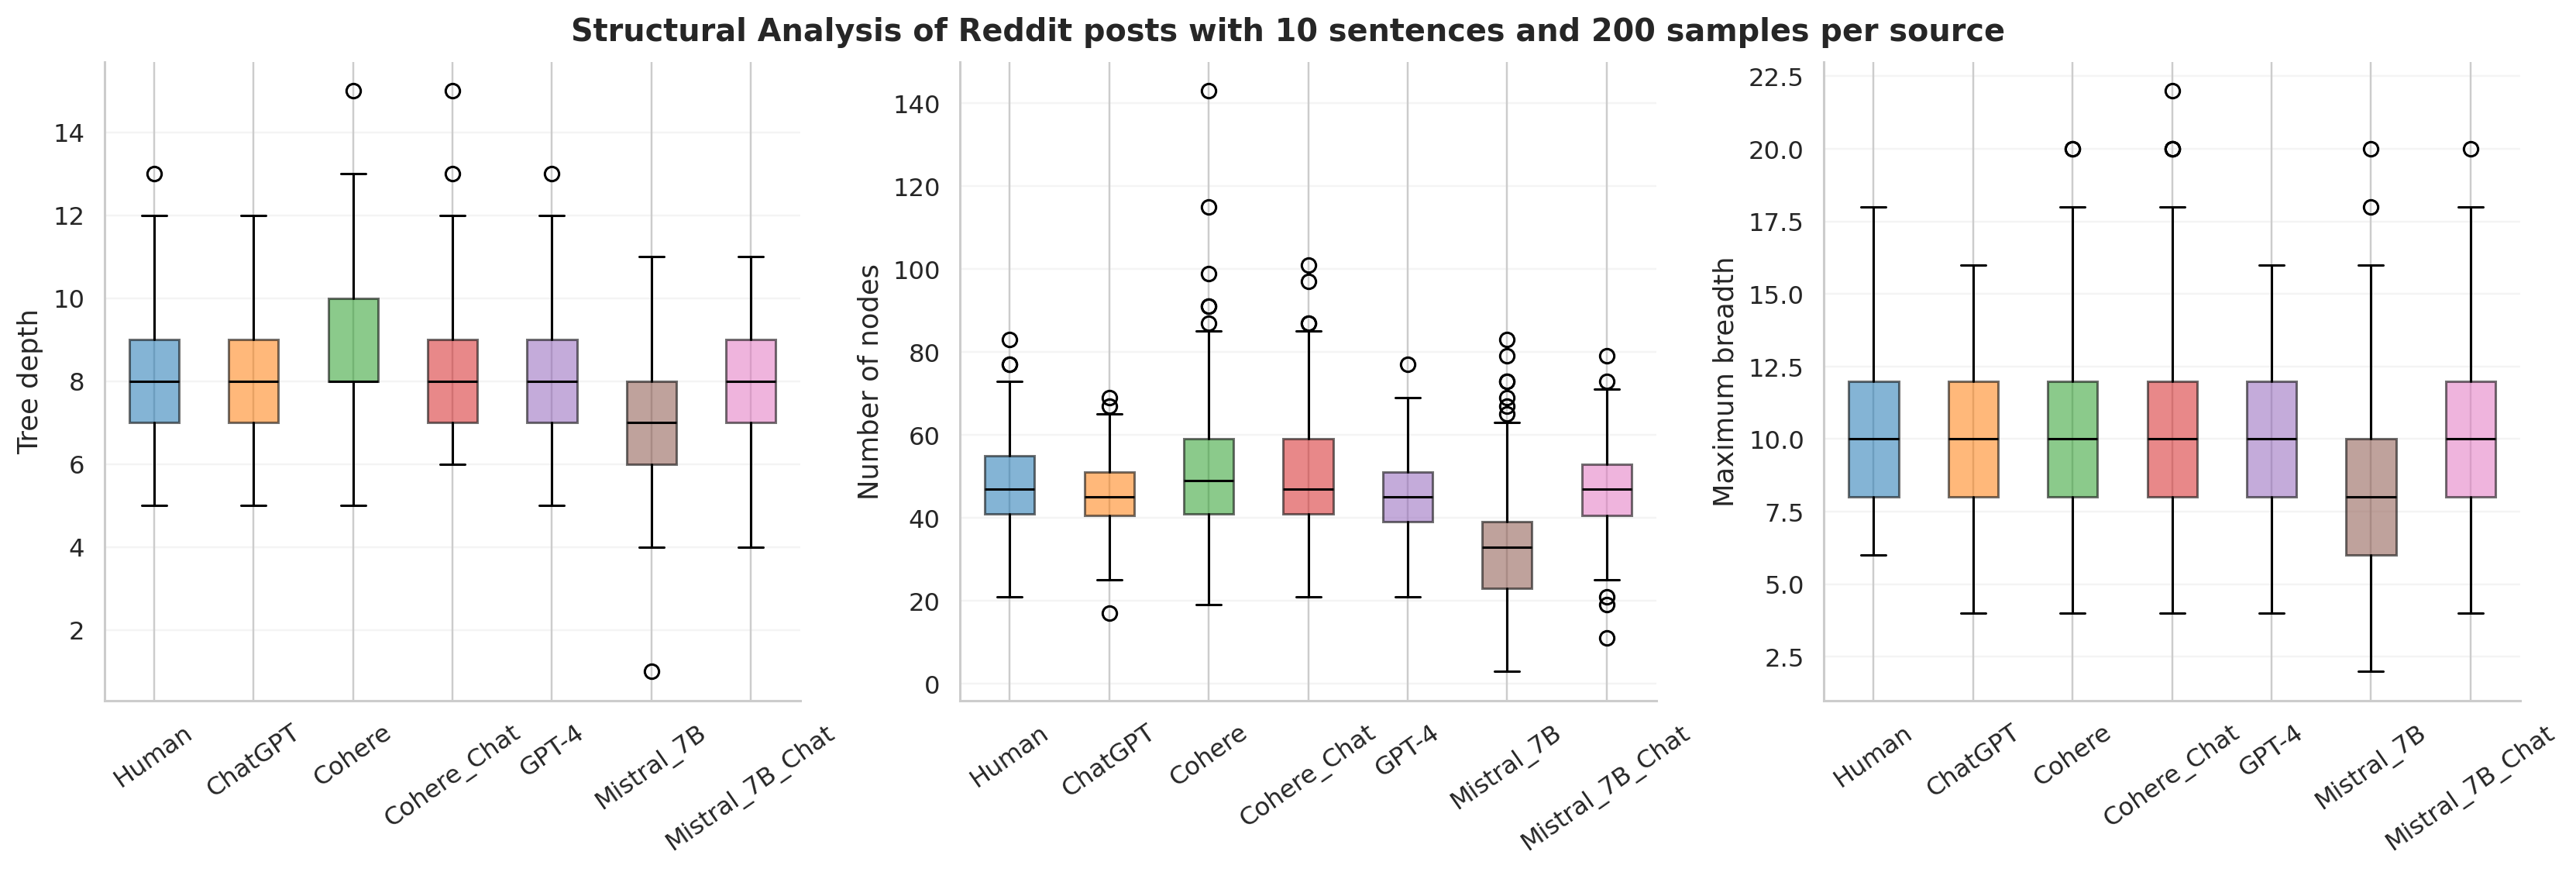 Structural Analysis of Reddit posts with 10 sentences and 200 samples per source
Tree depth
14
12
10
8
6
4
2
Human
ChatGPT
Cohere
Cohere_Chat
GPT-4
Mistral_7B
Mistral_7B_Chat
Number of nodes
140
120
100
80
60
40
20
0
Human
ChatGPT
Cohere
Cohere_Chat
GPT-4
Mistral_7B
Mistral_7B_Chat
Maximum breadth
22.5
20.0
17.5
15.0
12.5
10.0
7.5
5.0
2.5
Human
ChatGPT
Cohere
Cohere_Chat
GPT-4
Mistral_7B
Mistral_7B_Chat